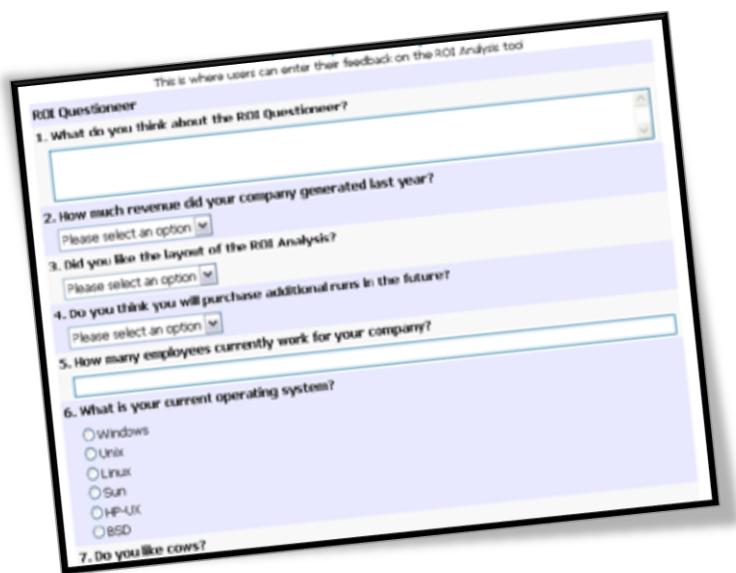 This is where users can enter their feedback on the ROI Analysis tool
ROI Questioneer
1. What do you think about the ROI Questioneer?
2. How much revenue did your company generated last year?
Please select an option
3. Did you like the layout of the ROI Analysis?
Please select an option
4. Do you think you will purchase additional runs in the future?
Please select an option
5. How many employees currently work for your company?
6. What is your current operating system?
Windows
Unix
Linux
Sun
HP-UX
BSD
7. Do you like cows?